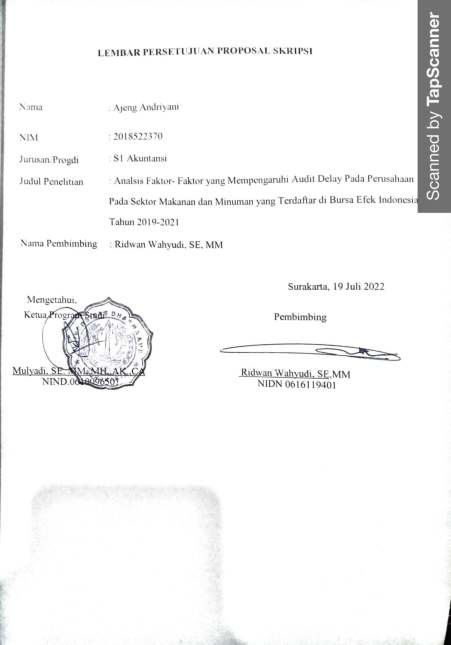 LEMBAR PERSETUJUAN PROPOSAL SKRIPSI
Nama : Ajeng Andriyani
NIM : 2018522370
Jurusan/Progdi : S1 Akuntansi
Judul Penelitian : Analsis Faktor- Faktor yang Mempengaruhi Audit Delay Pada Perusahaan
Pada Sektor Makanan dan Minuman yang Terdaftar di Bursa Efek Indonesia
Tahun 2019-2021
Nama Pembimbing : Ridwan Wahyudi, SE, MM
Surakarta, 19 Juli 2022
Mengetahui,
Ketua Program Studi
Pembimbing
Mulyadi, SE, MM, MH, AK, CA
NIND.
Ridwan Wahyudi, SE,MM
NIDN 0616119401
Scanned by TapScanner